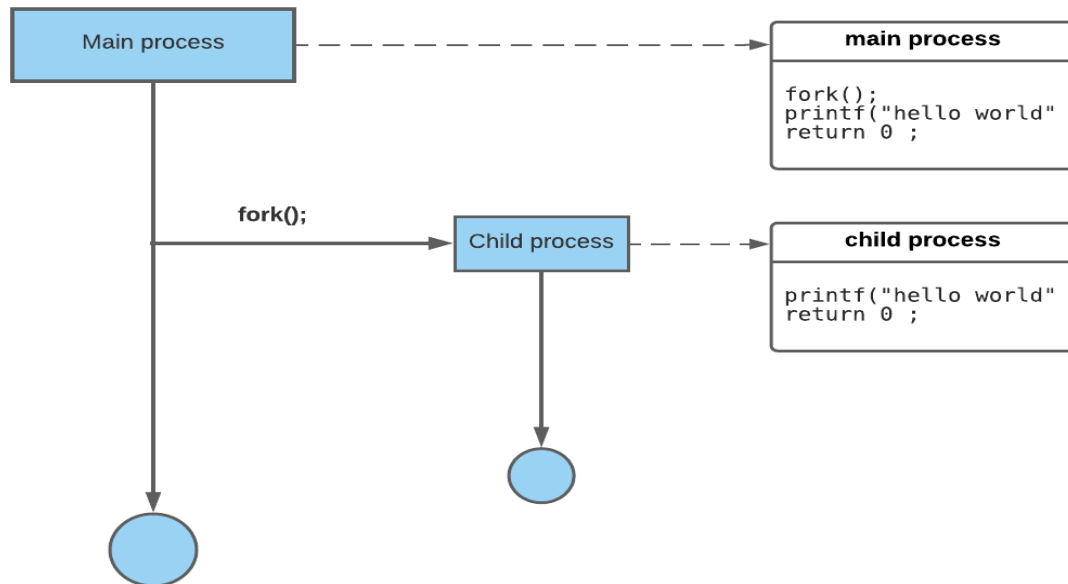 Main process
main process
fork();
printf("hello world"
return 0 ;
fork();
Child process
child process
printf("hello world"
return 0 ;